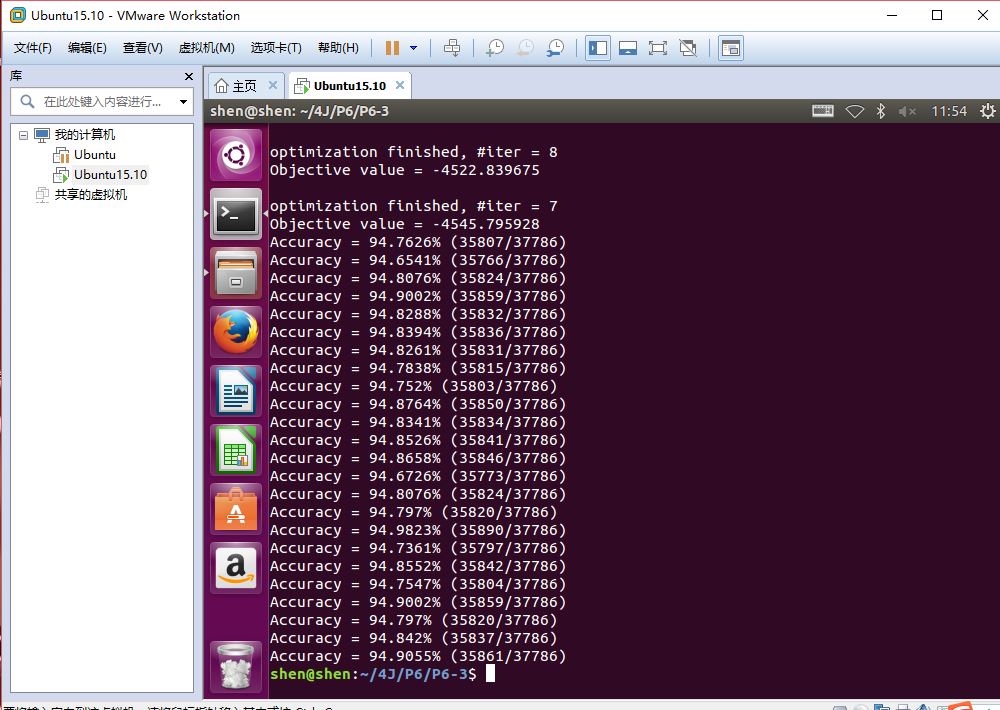 Ubuntu15.10 - VMware Workstation
文件(F) 编辑(E) 查看(V) 虚拟机(M) 选项卡(T) 帮助(H)
库
在此处键入内容进行...
我的计算机
Ubuntu
Ubuntu15.10
共享的虚拟机
主页 Ubuntu15.10
shen@shen: ~/4J/P6/P6-3 11:54
optimization finished, #iter = 8
Objective value = -4522.839675
optimization finished, #iter = 7
Objective value = -4545.795928
Accuracy = 94.7626% (35807/37786)
Accuracy = 94.6541% (35766/37786)
Accuracy = 94.8076% (35824/37786)
Accuracy = 94.9002% (35859/37786)
Accuracy = 94.8288% (35832/37786)
Accuracy = 94.8394% (35836/37786)
Accuracy = 94.8261% (35831/37786)
Accuracy = 94.7838% (35815/37786)
Accuracy = 94.752% (35803/37786)
Accuracy = 94.8764% (35850/37786)
Accuracy = 94.8341% (35834/37786)
Accuracy = 94.8526% (35841/37786)
Accuracy = 94.8658% (35846/37786)
Accuracy = 94.6726% (35773/37786)
Accuracy = 94.8076% (35824/37786)
Accuracy = 94.797% (35820/37786)
Accuracy = 94.9823% (35890/37786)
Accuracy = 94.7361% (35797/37786)
Accuracy = 94.8552% (35842/37786)
Accuracy = 94.7547% (35804/37786)
Accuracy = 94.9002% (35859/37786)
Accuracy = 94.797% (35820/37786)
Accuracy = 94.842% (35837/37786)
Accuracy = 94.9055% (35861/37786)
shen@shen:~/4J/P6/P6-3$